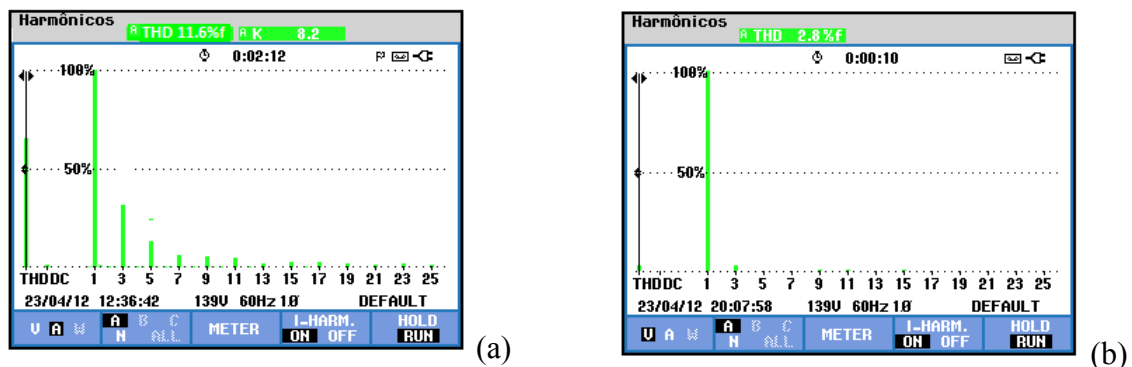 Harmônicos
A THD 11.6%f A K 8.2
0:02:12
100%
50%
THDDC 1 3 5 7 9 11 13 15 17 19 21 23 25
23/04/12 12:36:42 139V 60Hz 1Ø DEFAULT
V A W A B C N ALL METER I-HARM. ON OFF HOLD RUN
(a)
Harmônicos
A THD 2.8%f
0:00:10
100%
50%
THDDC 1 3 5 7 9 11 13 15 17 19 21 23 25
23/04/12 20:07:58 139V 60Hz 1Ø DEFAULT
V A W A B C N ALL METER I-HARM. ON OFF HOLD RUN
(b)